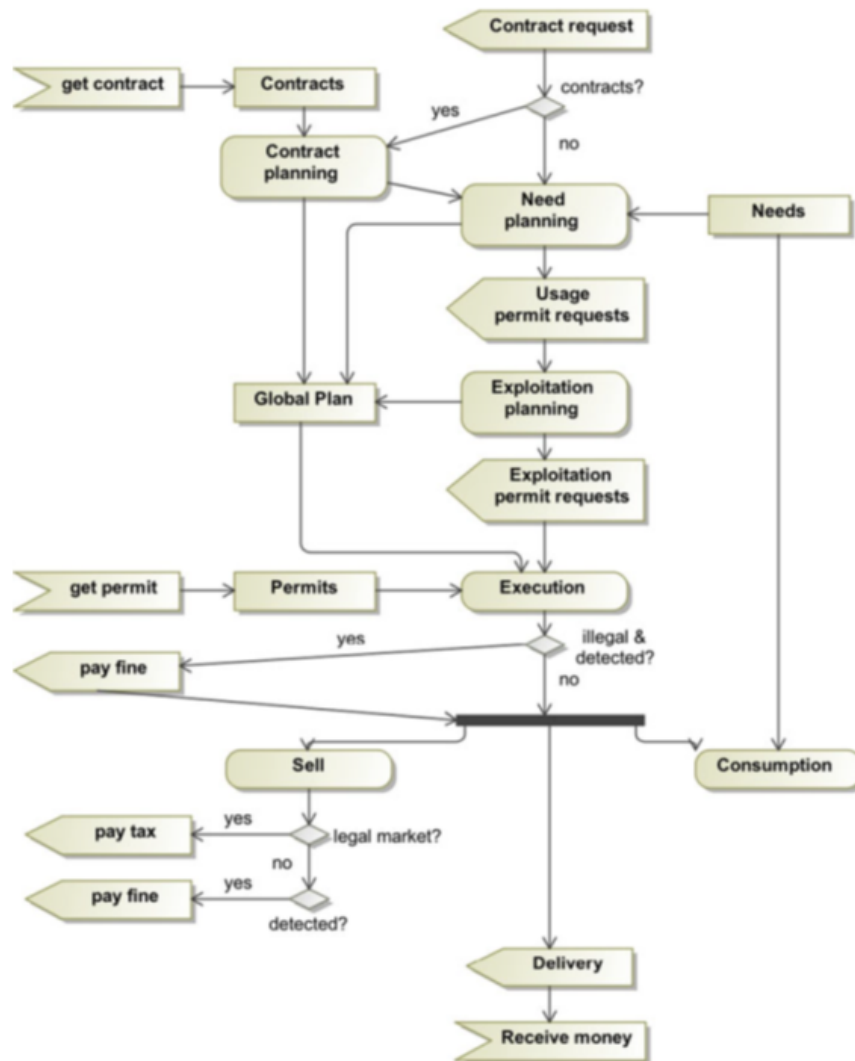 Contract request
get contract
Contracts
contracts?
yes
Contract
planning
no
Need
planning
Needs
Usage
permit requests
Global Plan
Exploitation
planning
Exploitation
permit requests
get permit
Permits
Execution
yes
illegal &
detected?
pay fine
no
Sell
Consumption
pay tax
yes
legal market?
no
pay fine
yes
detected?
Delivery
Receive money